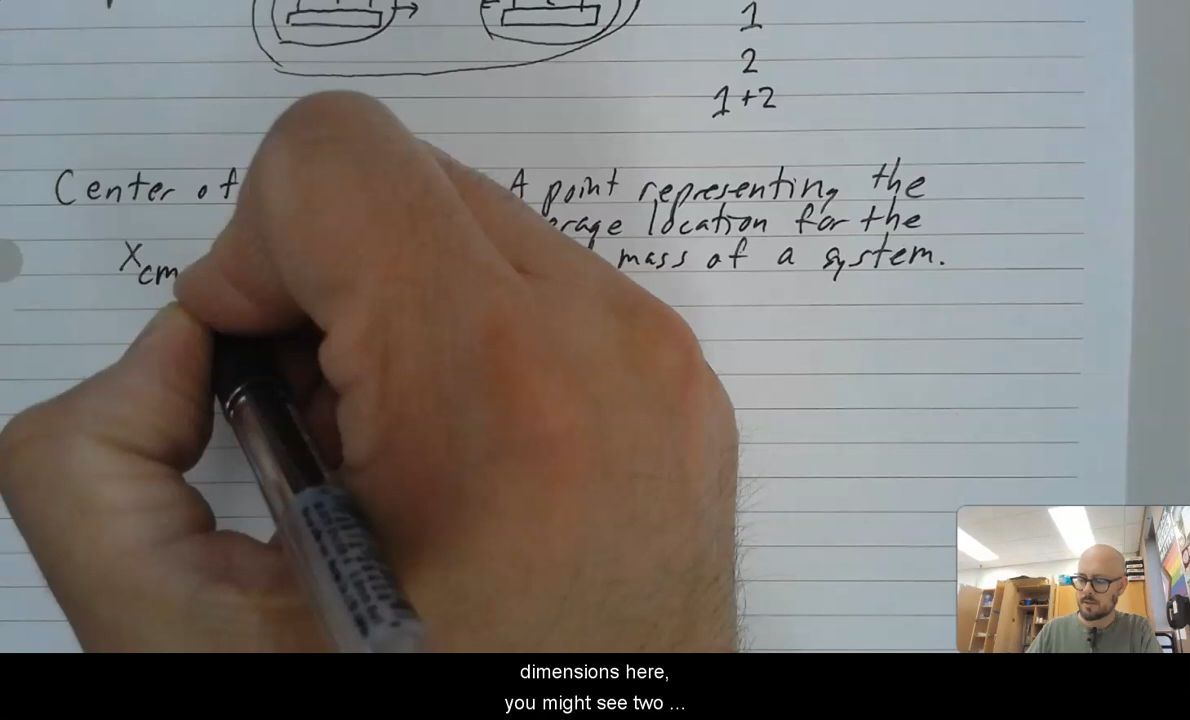 1
2
1+2
Center of A point representing the
location for the
Xcm mass of a system.
dimensions here,
you might see two ...